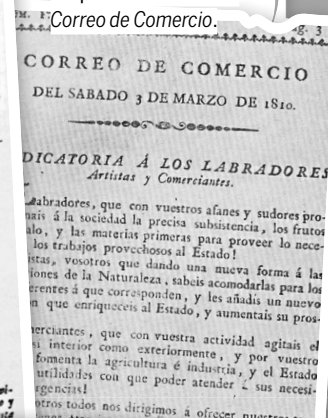 Correo de Comercio.
g. 3
CORREO DE COMERCIO
DEL SABADO 3 DE MARZO DE 1810.
DICATORIA Á LOS LABRADORES
Artistas y Comerciantes.
Labradores, que con vuestros afanes y sudores pro-
nais á la sociedad la precisa subsistencia, los frutos
alo, y las materias primeras para proveer lo nece-
los trabajos provechosos al Estado!
istas, vosotros que dando una nueva forma á las
iones de la Naturaleza, sabeis acomodarlas para los
erentes á que corresponden, y les añadis un nuevo
n que enriqueceis al Estado, y aumentais su pros-
merciantes, que con vuestra actividad agitais el
si interior como exteriormente, y por vuestro
fomenta la agricultura é industria, y el Estado
utilidades con que poder atender sus necesi-
rgencias!
otros todos nos dirigimos á ofrecer